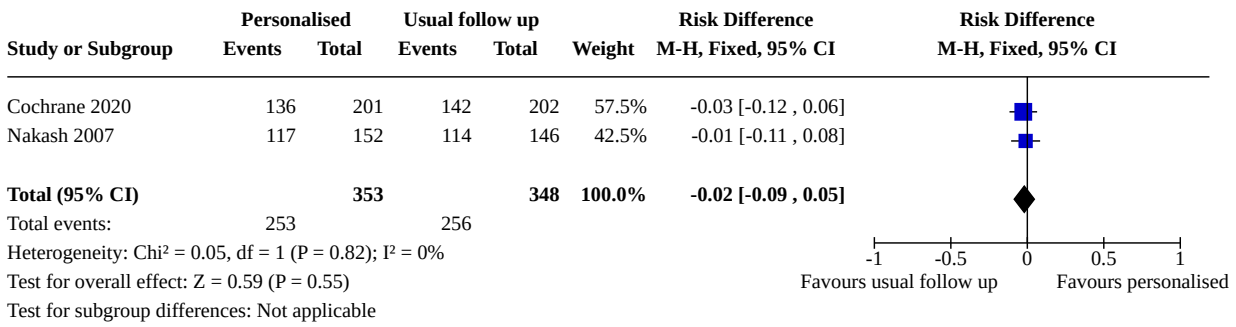 Personalised Usual follow up Risk Difference Risk Difference
Study or Subgroup Events Total Events Total Weight M-H, Fixed, 95% CI M-H, Fixed, 95% CI
Cochrane 2020 136 201 142 202 57.5% -0.03 [-0.12 , 0.06]
Nakash 2007 117 152 114 146 42.5% -0.01 [-0.11 , 0.08]
Total (95% CI) 353 348 100.0% -0.02 [-0.09 , 0.05]
Total events: 253 256
Heterogeneity: Chi² = 0.05, df = 1 (P = 0.82); I² = 0%
-1 -0.5 0 0.5 1
Test for overall effect: Z = 0.59 (P = 0.55) Favours usual follow up Favours personalised
Test for subgroup differences: Not applicable